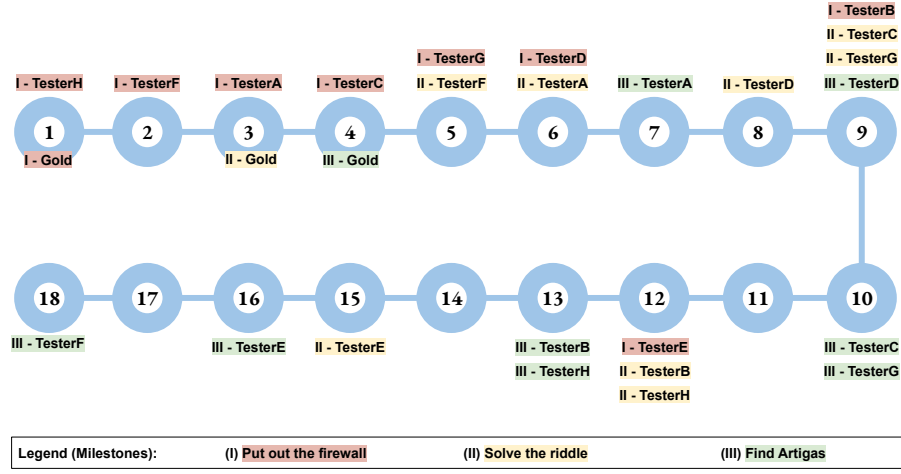 I - TesterB
II - TesterC
I - TesterG I - TesterD II - TesterG
I - TesterH I - TesterF I - TesterA I - TesterC II - TesterF II - TesterA III - TesterA II - TesterD III - TesterD
1 2 3 4 5 6 7 8 9
I - Gold II - Gold III - Gold
18 17 16 15 14 13 12 11 10
III - TesterF III - TesterE II - TesterE III - TesterB I - TesterE III - TesterC
III - TesterH II - TesterB III - TesterG
II - TesterH
Legend (Milestones): (I) Put out the firewall (II) Solve the riddle (III) Find Artigas